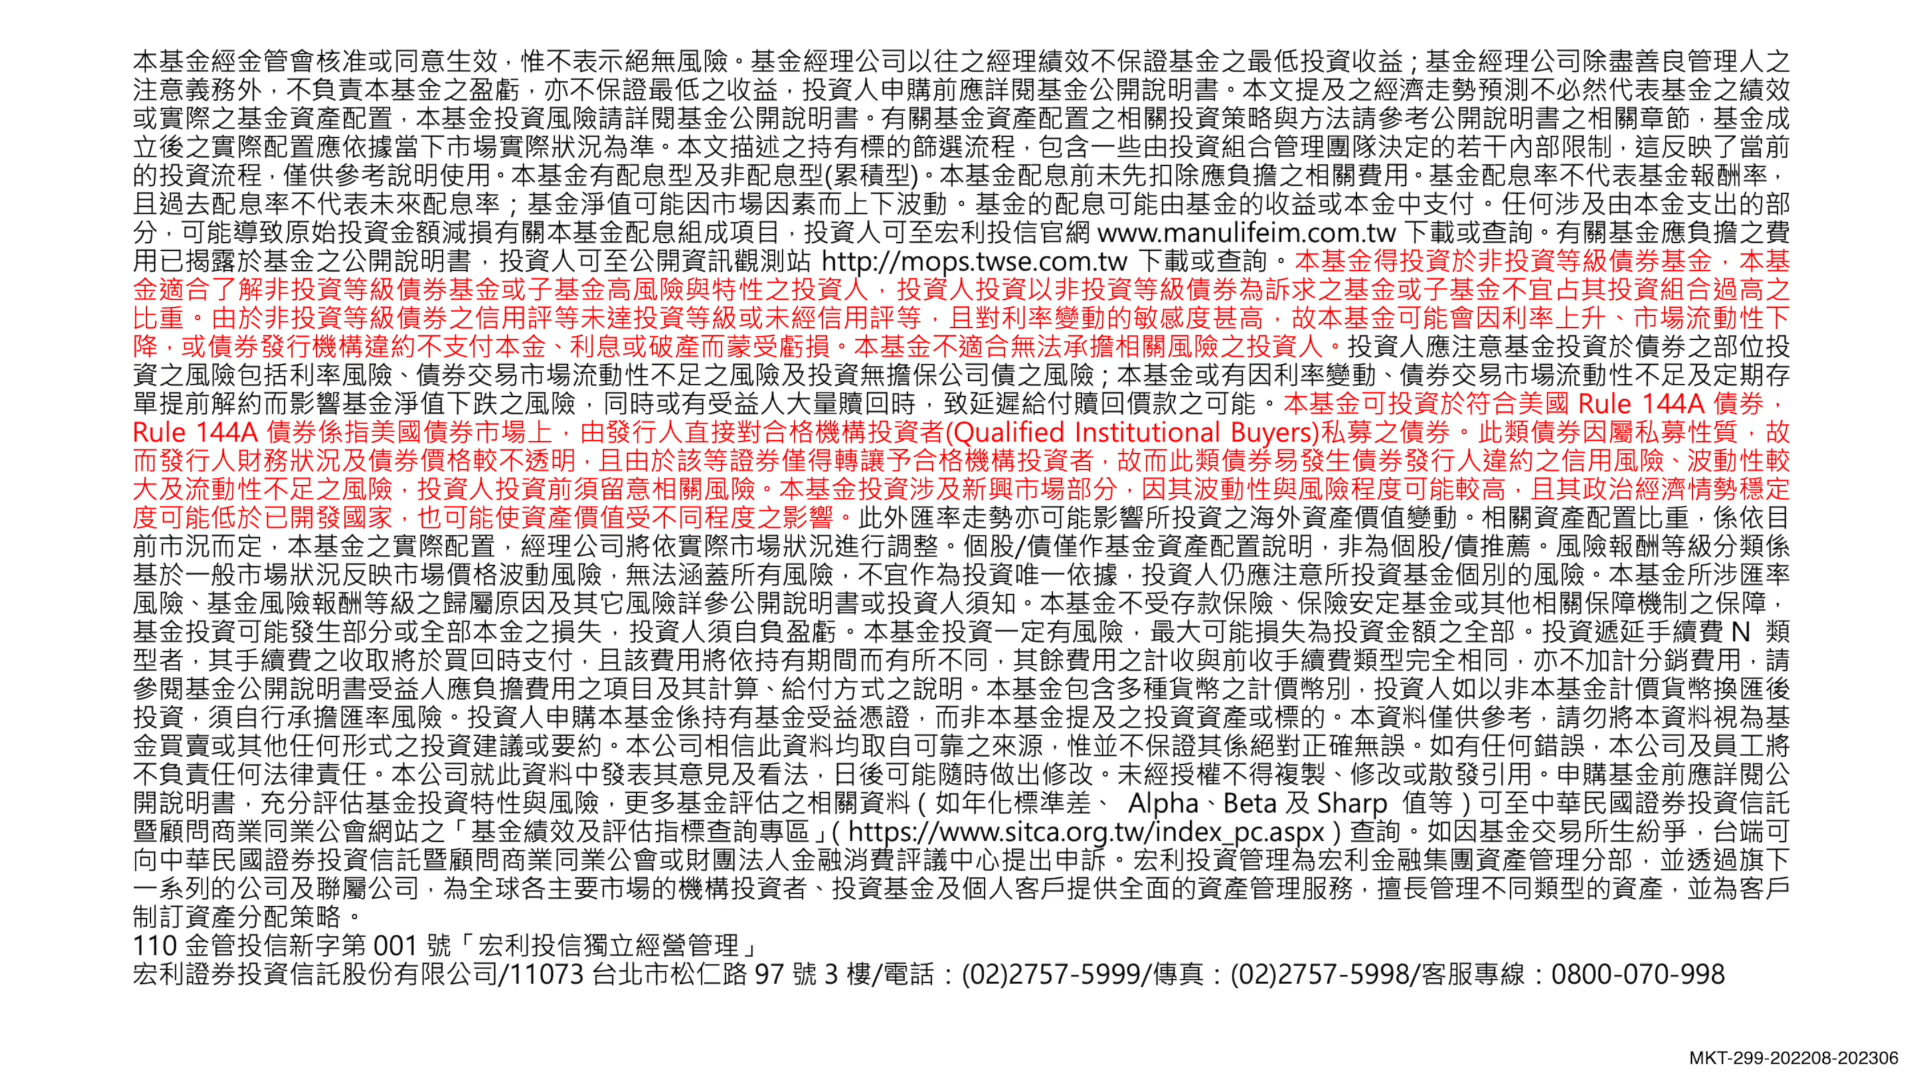 本基金經金管會核准或同意生效，惟不表示絕無風險。基金經理公司以往之經理績效不保證基金之最低投資收益；基金經理公司除盡善良管理人之
注意義務外，不負責本基金之盈虧，亦不保證最低之收益，投資人申購前應詳閱基金公開說明書。本文提及之經濟走勢預測不必然代表基金之績效
或實際之基金資產配置，本基金投資風險請詳閱基金公開說明書。有關基金資產配置之相關投資策略與方法請參考公開說明書之相關章節，基金成
立後之實際配置應依據當下市場實際狀況為準。本文描述之持有標的篩選流程，包含一些由投資組合管理團隊決定的若干內部限制，這反映了當前
的投資流程，僅供參考說明使用。本基金有配息型及非配息型(累積型)。本基金配息前未先扣除應負擔之相關費用。基金配息率不代表基金報酬率，
且過去配息率不代表未來配息率；基金淨值可能因市場因素而上下波動。基金的配息可能由基金的收益或本金中支付。任何涉及由本金支出的部
分，可能導致原始投資金額減損有關本基金配息組成項目，投資人可至宏利投信官網 www.manulifeim.com.tw 下載或查詢。有關基金應負擔之費
用已揭露於基金之公開說明書，投資人可至公開資訊觀測站 http://mops.twse.com.tw 下載或查詢。本基金得投資於非投資等級債券基金，本基
金適合了解非投資等級債券基金或子基金高風險與特性之投資人，投資人投資以非投資等級債券為訴求之基金或子基金不宜占其投資組合過高之
比重。由於非投資等級債券之信用評等未達投資等級或未經信用評等，且對利率變動的敏感度甚高，故本基金可能會因利率上升、市場流動性下
降，或債券發行機構違約不支付本金、利息或破產而蒙受虧損。本基金不適合無法承擔相關風險之投資人。投資人應注意基金投資於債券之部位投
資之風險包括利率風險、債券交易市場流動性不足之風險及投資無擔保公司債之風險；本基金或有因利率變動、債券交易市場流動性不足及定期存
單提前解約而影響基金淨值下跌之風險，同時或有受益人大量贖回時，致延遲給付贖回價款之可能。本基金可投資於符合美國 Rule 144A 債券，
Rule 144A 債券係指美國債券市場上，由發行人直接對合格機構投資者(Qualified Institutional Buyers)私募之債券。此類債券因屬私募性質，故
而發行人財務狀況及債券價格較不透明，且由於該等證券僅得轉讓予合格機構投資者，故而此類債券易發生債券發行人違約之信用風險、波動性較
大及流動性不足之風險，投資人投資前須留意相關風險。本基金投資涉及新興市場部分，因其波動性與風險程度可能較高，且其政治經濟情勢穩定
度可能低於已開發國家，也可能使資產價值受不同程度之影響。此外匯率走勢亦可能影響所投資之海外資產價值變動。相關資產配置比重，係依目
前市況而定，本基金之實際配置，經理公司將依實際市場狀況進行調整。個股/債僅作基金資產配置說明，非為個股/債推薦。風險報酬等級分類係
基於一般市場狀況反映市場價格波動風險，無法涵蓋所有風險，不宜作為投資唯一依據，投資人仍應注意所投資基金個別的風險。本基金所涉匯率
風險、基金風險報酬等級之歸屬原因及其它風險詳參公開說明書或投資人須知。本基金不受存款保險、保險安定基金或其他相關保障機制之保障，
基金投資可能發生部分或全部本金之損失，投資人須自負盈虧。本基金投資一定有風險，最大可能損失為投資金額之全部。投資遞延手續費 N 類
型者，其手續費之收取將於買回時支付，且該費用將依持有期間而有所不同，其餘費用之計收與前收手續費類型完全相同，亦不加計分銷費用，請
參閱基金公開說明書受益人應負擔費用之項目及其計算、給付方式之說明。本基金包含多種貨幣之計價幣別，投資人如以非本基金計價貨幣換匯後
投資，須自行承擔匯率風險。投資人申購本基金係持有基金受益憑證，而非本基金提及之投資資產或標的。本資料僅供參考，請勿將本資料視為基
金買賣或其他任何形式之投資建議或要約。本公司相信此資料均取自可靠之來源，惟並不保證其係絕對正確無誤。如有任何錯誤，本公司及員工將
不負責任何法律責任。本公司就此資料中發表其意見及看法，日後可能隨時做出修改。未經授權不得複製、修改或散發引用。申購基金前應詳閱公
開說明書，充分評估基金投資特性與風險，更多基金評估之相關資料（如年化標準差、 Alpha、Beta 及 Sharp 值等）可至中華民國證券投資信託
暨顧問商業同業公會網站之「基金績效及評估指標查詢專區」（https://www.sitca.org.tw/index_pc.aspx）查詢。如因基金交易所生紛爭，台端可
向中華民國證券投資信託暨顧問商業同業公會或財團法人金融消費評議中心提出申訴。宏利投資管理為宏利金融集團資產管理分部，並透過旗下
一系列的公司及聯屬公司，為全球各主要市場的機構投資者、投資基金及個人客戶提供全面的資產管理服務，擅長管理不同類型的資產，並為客戶
制訂資產分配策略。
110 金管投信新字第 001 號「宏利投信獨立經營管理」
宏利證券投資信託股份有限公司/11073 台北市松仁路 97 號 3 樓/電話：(02)2757-5999/傳真：(02)2757-5998/客服專線：0800-070-998
MKT-299-202208-202306